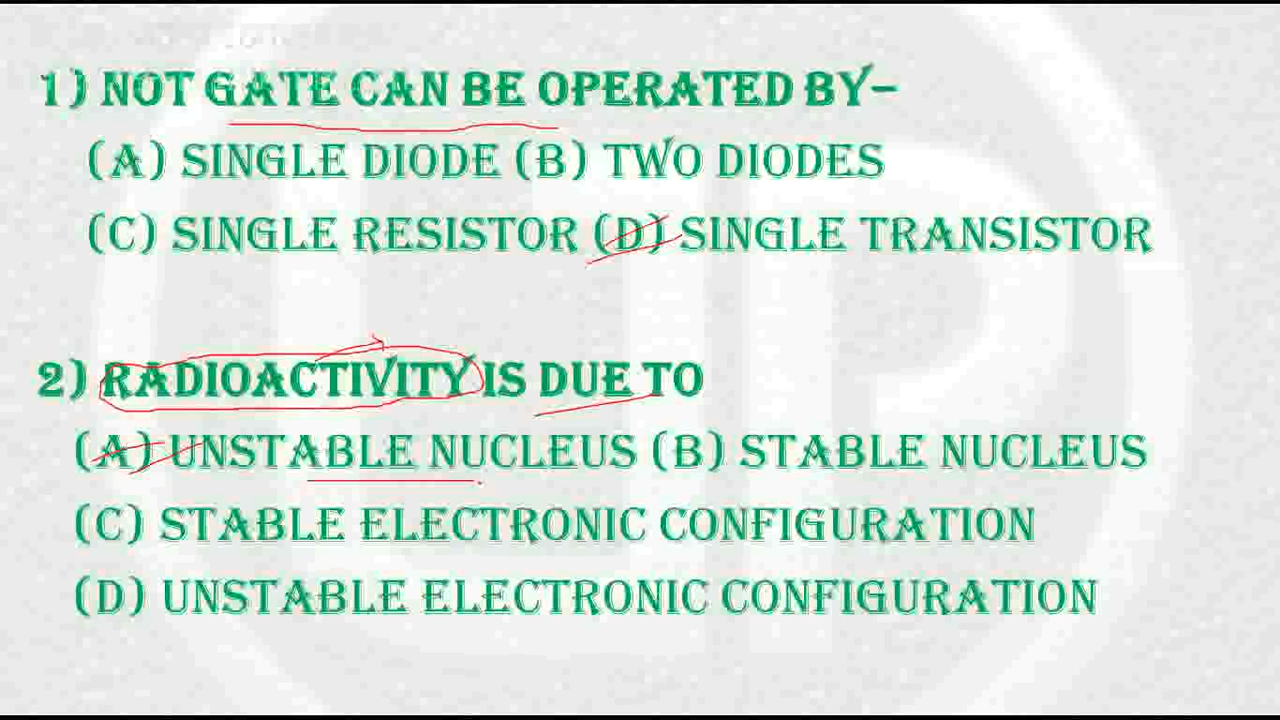 1) NOT GATE CAN BE OPERATED BY-
(A) SINGLE DIODE (B) TWO DIODES
(C) SINGLE RESISTOR (D) SINGLE TRANSISTOR
2) RADIOACTIVITY IS DUE TO
(A) UNSTABLE NUCLEUS (B) STABLE NUCLEUS
(C) STABLE ELECTRONIC CONFIGURATION
(D) UNSTABLE ELECTRONIC CONFIGURATION